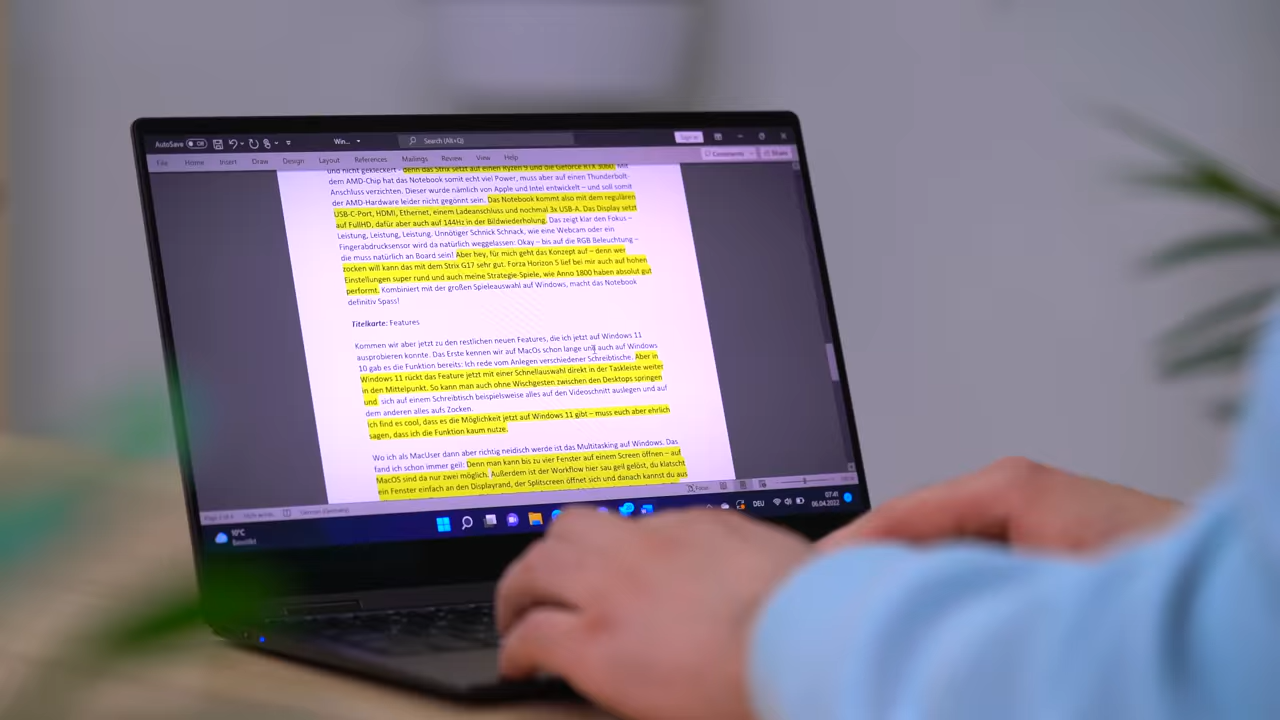 AutoSave Off Win... Search (Alt+Q) Sign in
File Home Insert Draw Design Layout References Mailings Review View Help Comments Share
und nicht gekleckert - denn das Strix setzt auf einen Ryzen 9 und die Geforce RTX 3060. Mit
dem AMD-Chip hat das Notebook somit echt viel Power, muss aber auf einen Thunderbolt-
Anschluss verzichten. Dieser wurde nämlich von Apple und Intel entwickelt – und soll somit
der AMD-Hardware leider nicht gegönnt sein. Das Notebook kommt also mit dem regulären
USB-C-Port, HDMI, Ethernet, einem Ladeanschluss und nochmal 3x USB-A. Das Display setzt
auf FullHD, dafür aber auch auf 144Hz in der Bildwiederholung. Das zeigt klar den Fokus –
Leistung, Leistung, Leistung. Unnötiger Schnick Schnack, wie eine Webcam oder ein
Fingerabdrucksensor wird da natürlich weggelassen: Okay – bis auf die RGB Beleuchtung –
die muss natürlich an Board sein! Aber hey, für mich geht das Konzept auf – denn wer
zocken will kann das mit dem Strix G17 sehr gut. Forza Horizon 5 lief bei mir auch auf hohen
Einstellungen super rund und auch meine Strategie-Spiele, wie Anno 1800 haben absolut gut
performt. Kombiniert mit der großen Spieleauswahl auf Windows, macht das Notebook
definitiv Spass!
Titelkarte: Features
Kommen wir aber jetzt zu den restlichen neuen Features, die ich jetzt auf Windows 11
ausprobieren konnte. Das Erste kennen wir auf MacOs schon lange und auch auf Windows
10 gab es die Funktion bereits: Ich rede vom Anlegen verschiedener Schreibtische. Aber in
Windows 11 rückt das Feature jetzt mit einer Schnellauswahl direkt in der Taskleiste weiter
in den Mittelpunkt. So kann man auch ohne Wischgesten zwischen den Desktops springen
und sich auf einem Schreibtisch beispielsweise alles auf den Videoschnitt auslegen und auf
dem anderen alles aufs Zocken.
Ich find es cool, dass es die Möglichkeit jetzt auf Windows 11 gibt – muss euch aber ehrlich
sagen, dass ich die Funktion kaum nutze.
Wo ich als MacUser dann aber richtig neidisch werde ist das Multitasking auf Windows. Das
fand ich schon immer geil: Denn man kann bis zu vier Fenster auf einem Screen öffnen – auf
MacOS sind da nur zwei möglich. Außerdem ist der Workflow hier sau geil gelöst, du klatscht
ein Fenster einfach an den Displayrand, der Splitscreen öffnet sich und danach kannst du aus
German (Germany) Focus
10°C
Bewölkt
DEU
07:41
06.04.2022